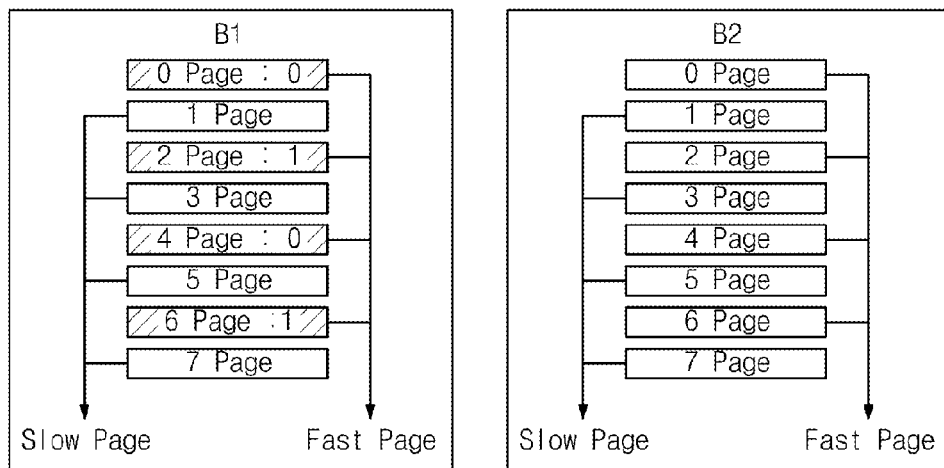 B1
0 Page : 0
1 Page
2 Page : 1
3 Page
4 Page : 0
5 Page
6 Page :1
7 Page
Slow Page
Fast Page
B2
0 Page
1 Page
2 Page
3 Page
4 Page
5 Page
6 Page
7 Page
Slow Page
Fast Page